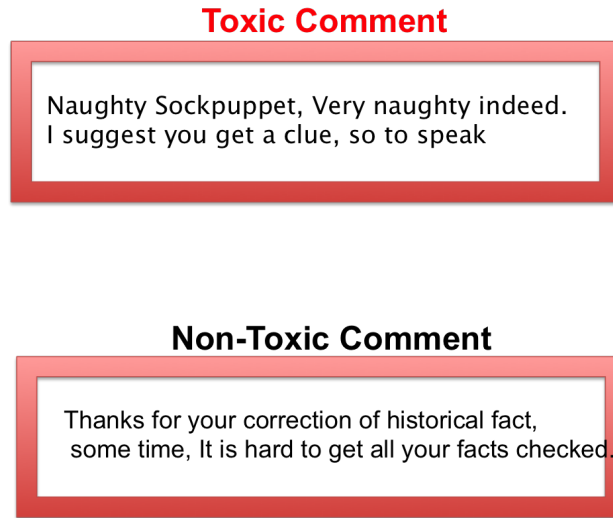 Toxic Comment
Naughty Sockpuppet, Very naughty indeed.
I suggest you get a clue, so to speak
Non-Toxic Comment
Thanks for your correction of historical fact,
some time, It is hard to get all your facts checked.